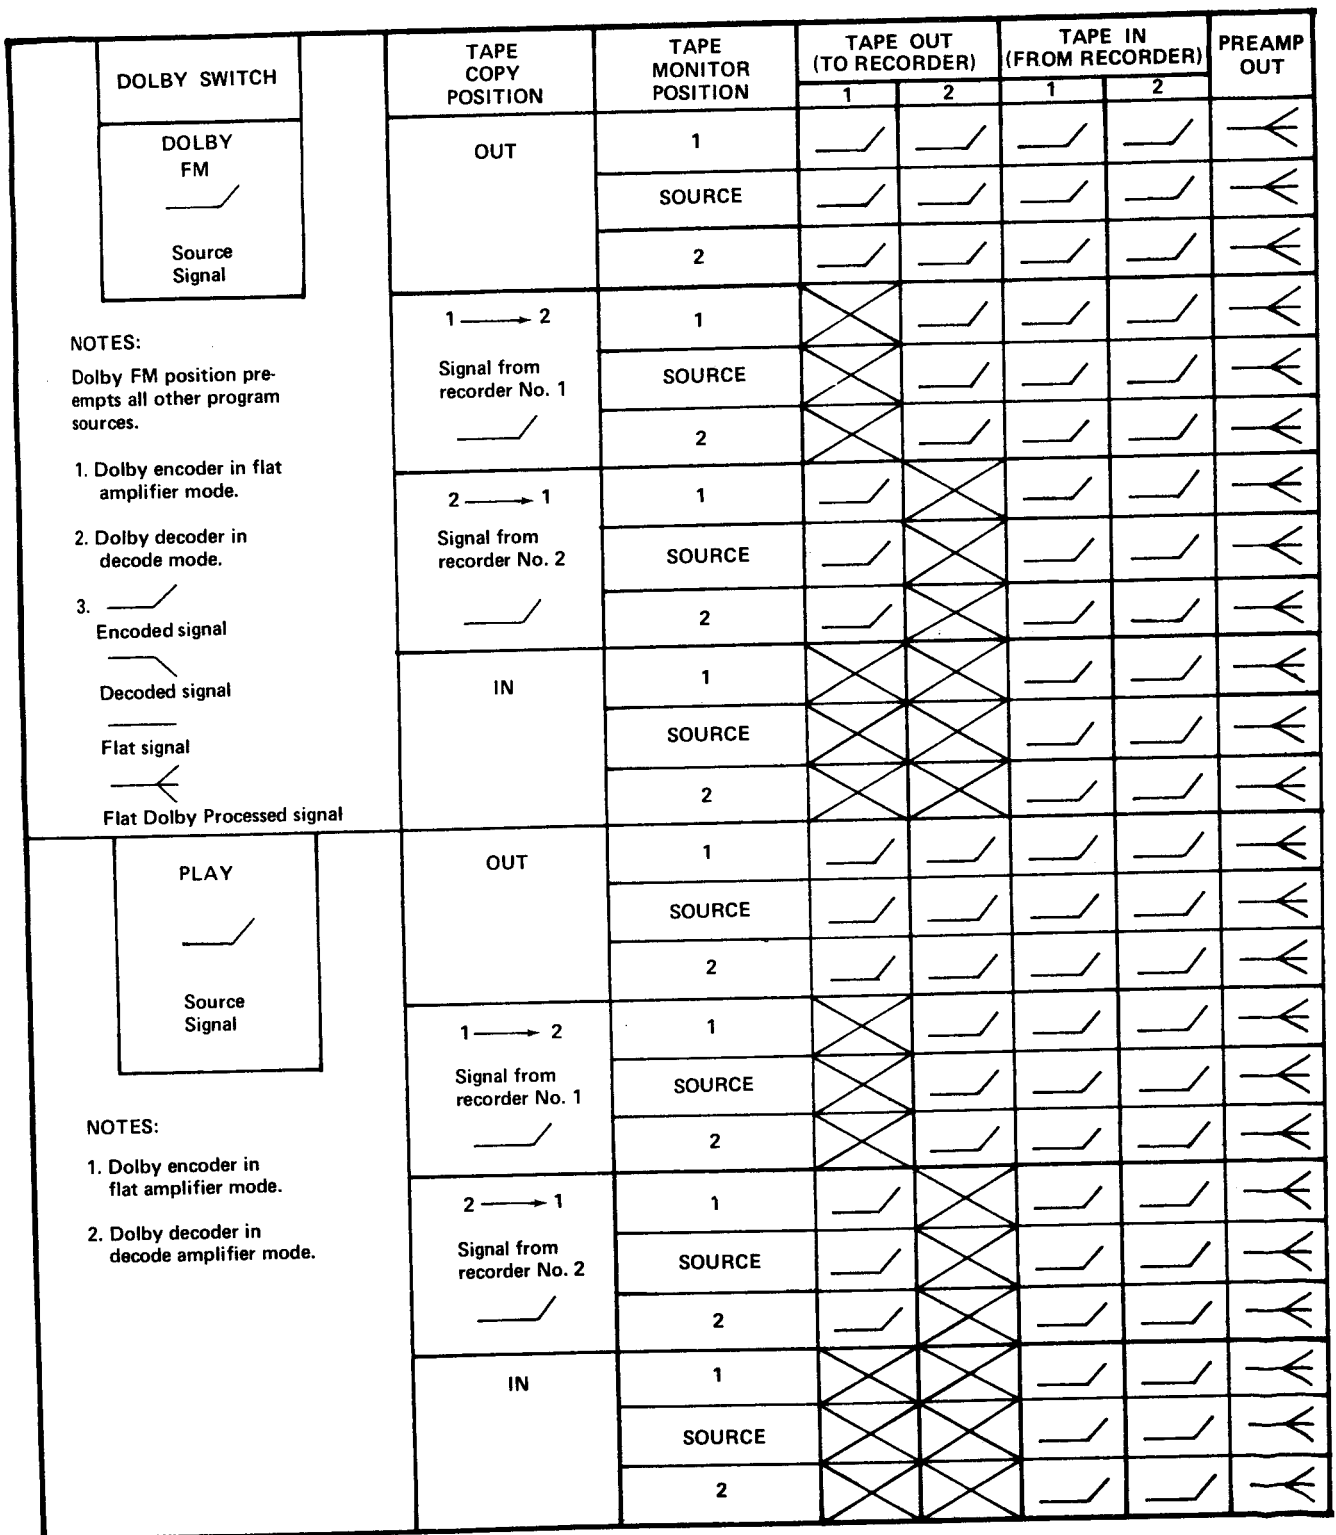 DOLBY SWITCH
TAPE
COPY
POSITION
TAPE
MONITOR
POSITION
TAPE OUT
(TO RECORDER)
1
2
TAPE IN
(FROM RECORDER)
1
2
PREAMP
OUT
DOLBY
FM
Source
Signal
NOTES:
Dolby FM position pre-
empts all other program
sources.
1. Dolby encoder in flat
amplifier mode.
2. Dolby decoder in
decode mode.
3.
Encoded signal
Decoded signal
Flat signal
Flat Dolby Processed signal
OUT
1
SOURCE
2
1 → 2
Signal from
recorder No. 1
1
SOURCE
2
2 → 1
Signal from
recorder No. 2
1
SOURCE
2
IN
1
SOURCE
2
PLAY
Source
Signal
NOTES:
1. Dolby encoder in
flat amplifier mode.
2. Dolby decoder in
decode amplifier mode.
OUT
1
SOURCE
2
1 → 2
Signal from
recorder No. 1
1
SOURCE
2
2 → 1
Signal from
recorder No. 2
1
SOURCE
2
IN
1
SOURCE
2